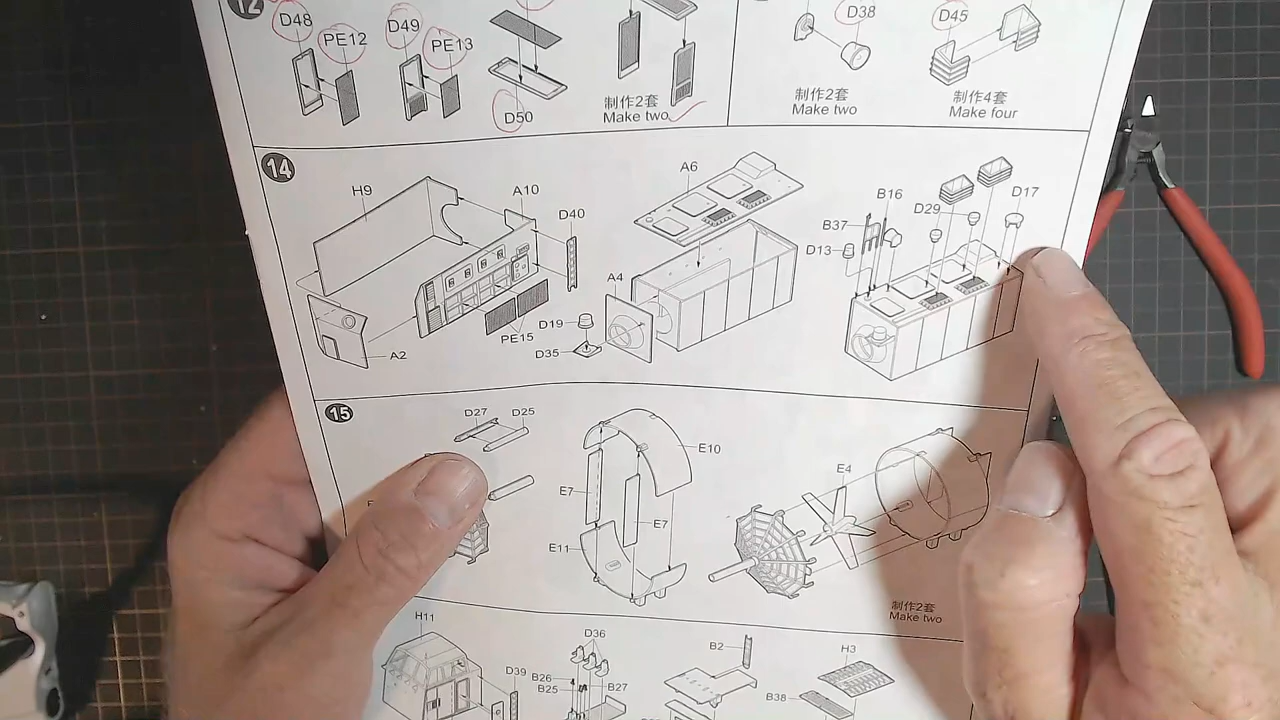 12
D48
PE12
D49
PE13
D50
制作2套
Make two
D38
制作2套
Make two
D45
制作4套
Make four
14
H9
A10
D40
A2
PE15
A6
A4
D19
D35
B16
B37
D13
D29
D17
15
D27
D25
E10
E7
E7
E11
E4
制作2套
Make two
H11
D39
D36
B26
B25
B27
B2
H3
B38